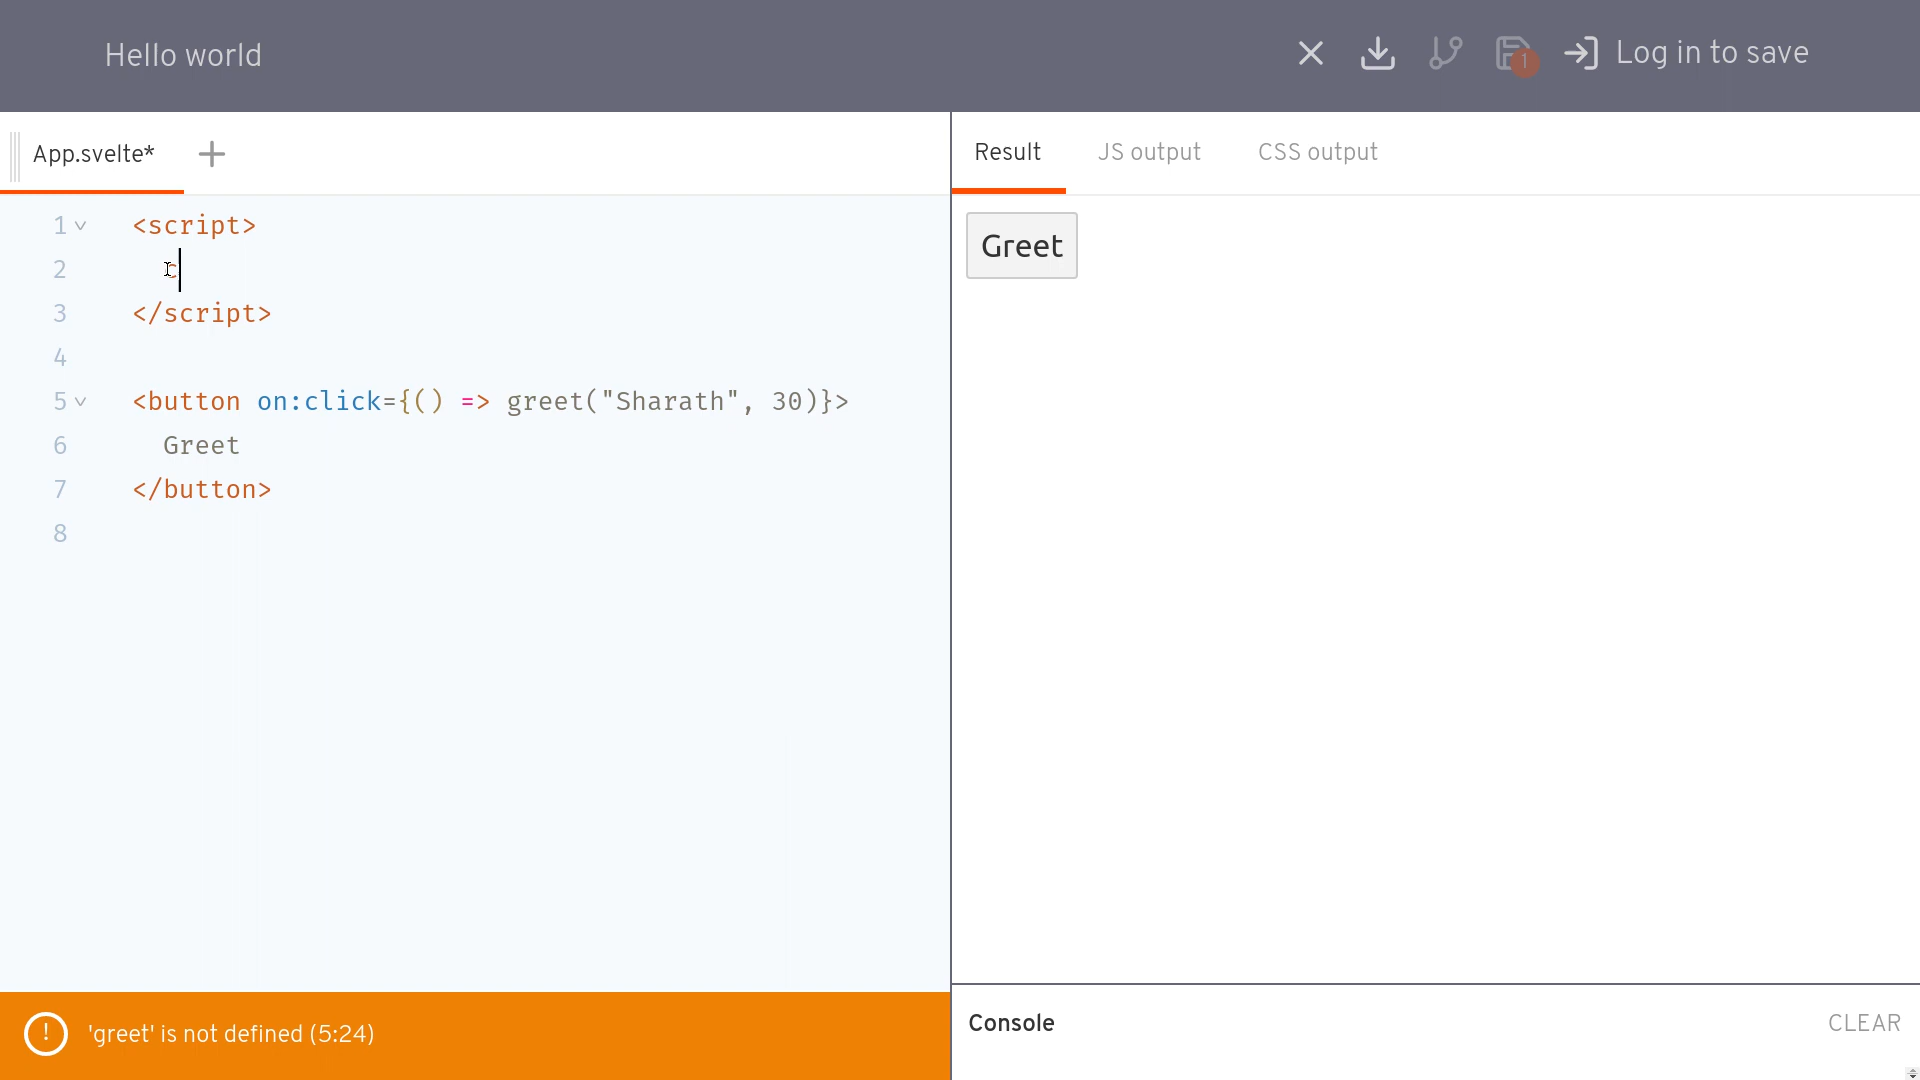 Hello world
1
Log in to save
App.svelte*
Result
JS output
CSS output
1 <script>
2 c
3 </script>
4
5 <button on:click={() => greet("Sharath", 30)}>
6 Greet
7 </button>
8
Greet
'greet' is not defined (5:24)
Console
CLEAR